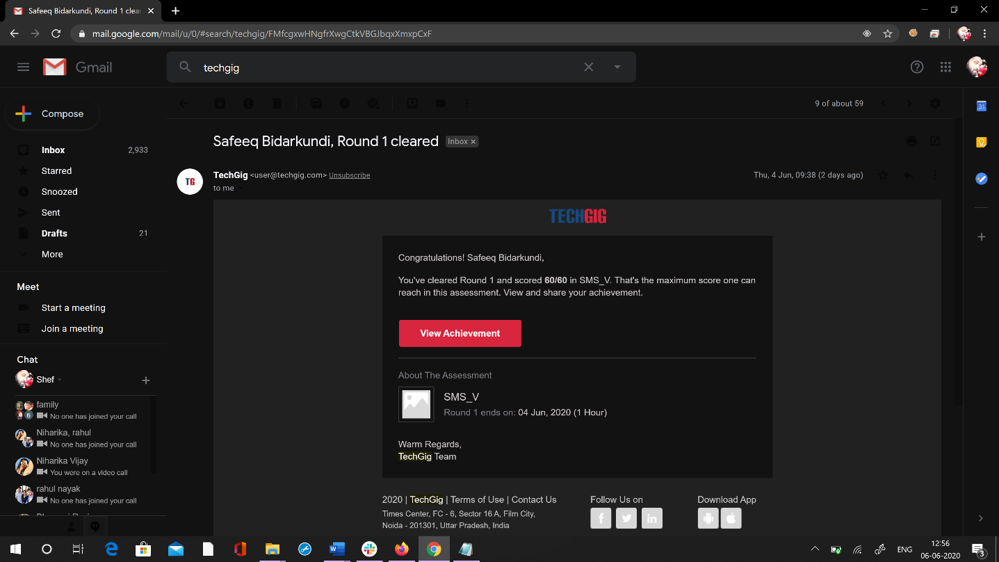 Safeeq Bidarkundi, Round 1 clear
mail.google.com/mail/u/0/#search/techgig/FMfcgxwHNgfrXwgCtkVBGJbqxXmxpCxF
Gmail
techgig
Compose
9 of about 59
31
Safeeq Bidarkundi, Round 1 cleared
Inbox x
Inbox 2,933
Starred
Snoozed
Sent
Drafts 21
More
TG
TechGig <user@techgig.com> Unsubscribe
Thu, 4 Jun, 09:38 (2 days ago)
to me
TECHGIG
Congratulations! Safeeq Bidarkundi,
You've cleared Round 1 and scored 60/60 in SMS_V. That's the maximum score one can
reach in this assessment. View and share your achievement.
View Achievement
About The Assessment
SMS_V
Round 1 ends on: 04 Jun, 2020 (1 Hour)
Warm Regards,
TechGig Team
Meet
Start a meeting
Join a meeting
Chat
Shef
family
6
No one has joined your call
Niharika, rahul
No one has joined your call
Niharika Vijay
You were on a video call
rahul nayak
No one has joined your call
2020 | TechGig | Terms of Use | Contact Us
Times Center, FC - 6, Sector 16 A, Film City,
Noida - 201301, Uttar Pradesh, India
Follow Us on
Download App
ENG
12:56
06-06-2020
3